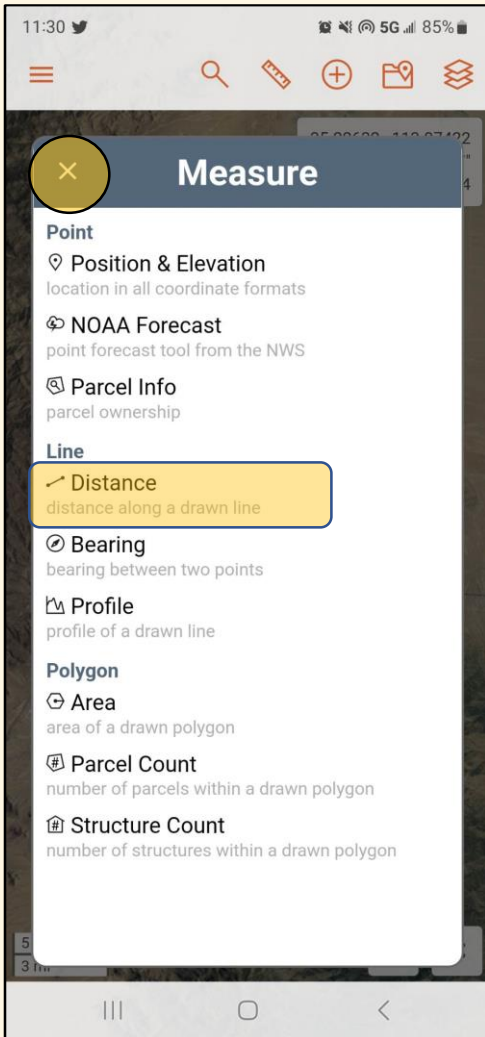 11:30 5G 85%
Measure
Point
Position & Elevation
location in all coordinate formats
NOAA Forecast
point forecast tool from the NWS
Parcel Info
parcel ownership
Line
Distance
distance along a drawn line
Bearing
bearing between two points
Profile
profile of a drawn line
Polygon
Area
area of a drawn polygon
Parcel Count
number of parcels within a drawn polygon
Structure Count
number of structures within a drawn polygon
5
3 mi